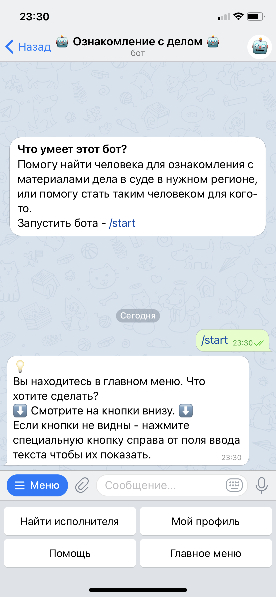 23:30
Назад
Ознакомление с делом
бот
Что умеет этот бот?
Помогу найти человека для ознакомления с
материалами дела в суде в нужном регионе,
или помогу стать таким человеком для кого-
то.
Запустить бота - /start
Сегодня
/start 23:30
Вы находитесь в главном меню. Что
хотите сделать?
⬇️ Смотрите на кнопки внизу. ⬇️
Если кнопки не видны - нажмите
специальную кнопку справа от поля ввода
текста чтобы их показать.
23:30
Меню
Сообщение...
Найти исполнителя
Мой профиль
Помощь
Главное меню